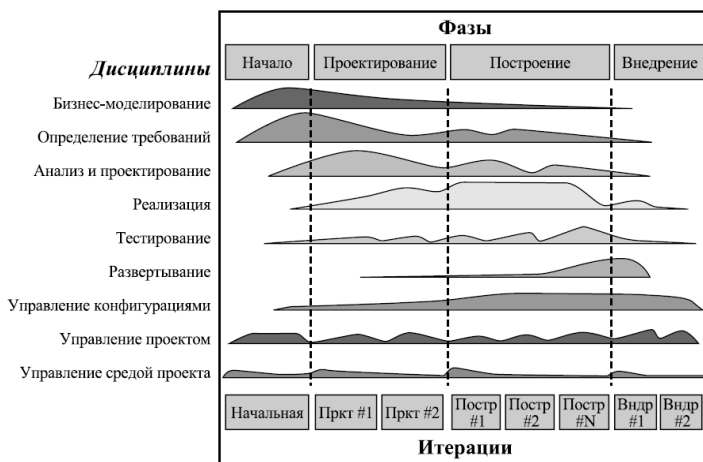 Фазы
Дисциплины
Начало Проектирование Построение Внедрение
Бизнес-моделирование
Определение требований
Анализ и проектирование
Реализация
Тестирование
Развертывание
Управление конфигурациями
Управление проектом
Управление средой проекта
Начальная Пркт #1 Пркт #2 Постр #1 Постр #2 Постр #N Вндр #1 Вндр #2
Итерации